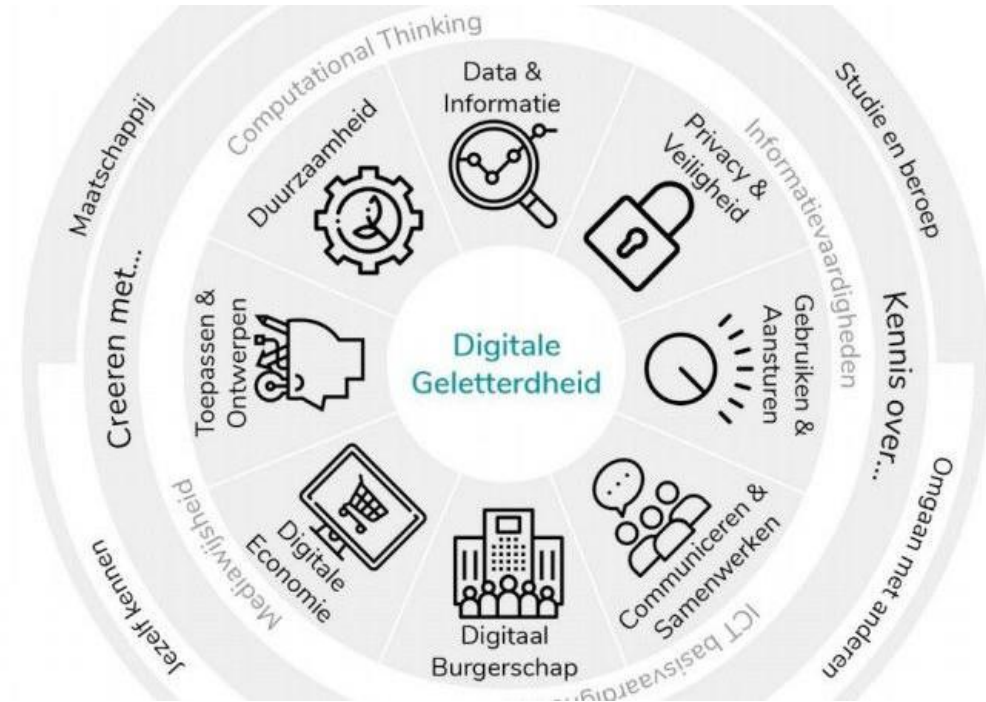 Computational Thinking
Maatschappij
Studie en beroep
Data &
Informatie
Privacy &
Veiligheid
Informatievaardigheden
Duurzaamheid
Creeren met...
Toepassen &
Ontwerpen
Digitale
Geletterdheid
Gebruiken &
Aansturen
Kennis over...
Mediawijsheid
Digitale
Economie
Digitaal
Burgerschap
Communiceren &
Samenwerken
ICT
Jezelf kennen
Omgaan met anderen